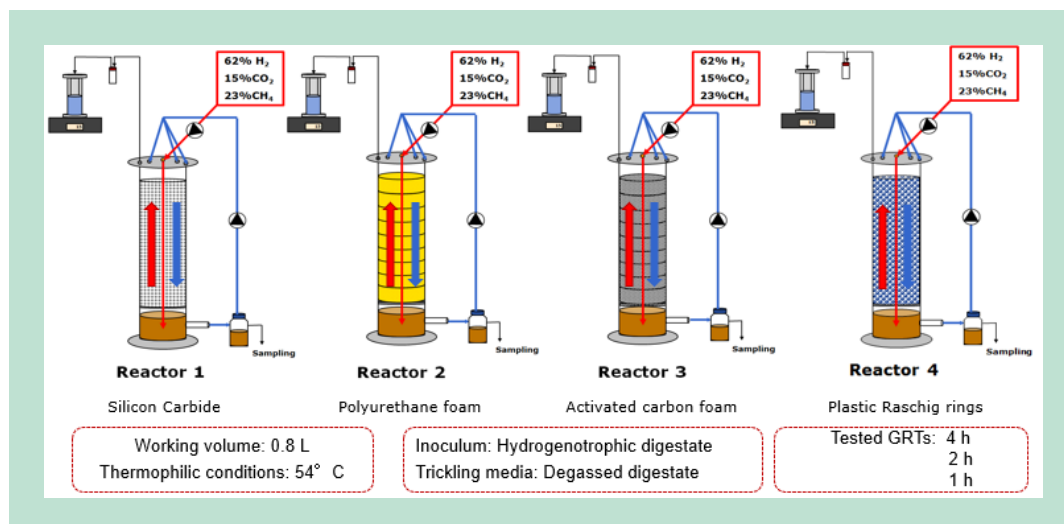 62% H₂
15%CO₂
23%CH₄
62% H₂
15%CO₂
23%CH₄
62% H₂
15%CO₂
23%CH₄
62% H₂
15%CO₂
23%CH₄
Sampling
Sampling
Sampling
Sampling
Reactor 1
Reactor 2
Reactor 3
Reactor 4
Silicon Carbide
Polyurethane foam
Activated carbon foam
Plastic Raschig rings
Working volume: 0.8 L
Thermophilic conditions: 54° C
Inoculum: Hydrogenotrophic digestate
Trickling media: Degassed digestate
Tested GRTs: 4 h
2 h
1 h